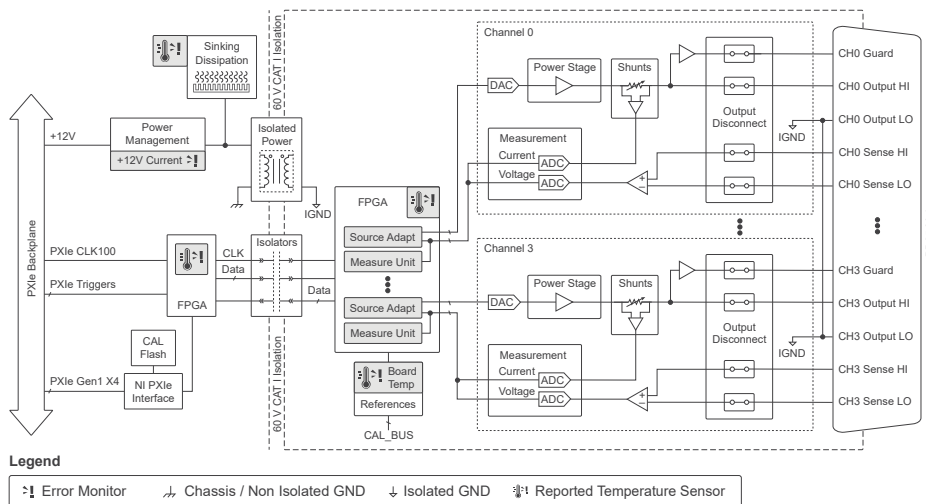 Sinking
Dissipation
60 V CAT I Isolation
+12V
Power
Management
+12V Current
Isolated
Power
IGND
PXIe Backplane
PXIe CLK100
PXIe Triggers
PXIe Gen1 X4
FPGA
CLK
Data
Isolators
Data
CAL
Flash
NI PXIe
Interface
60 V CAT I Isolation
FPGA
Source Adapt
Measure Unit
Source Adapt
Measure Unit
Board
Temp
References
CAL_BUS
Channel 0
DAC
Power Stage
Shunts
Output
Disconnect
Measurement
Current
ADC
Voltage
ADC
IGND
CH0 Guard
CH0 Output HI
CH0 Output LO
CH0 Sense HI
CH0 Sense LO
Channel 3
DAC
Power Stage
Shunts
Output
Disconnect
Measurement
Current
ADC
Voltage
ADC
IGND
CH3 Guard
CH3 Output HI
CH3 Output LO
CH3 Sense HI
CH3 Sense LO
Legend
Error Monitor
Chassis / Non Isolated GND
Isolated GND
Reported Temperature Sensor